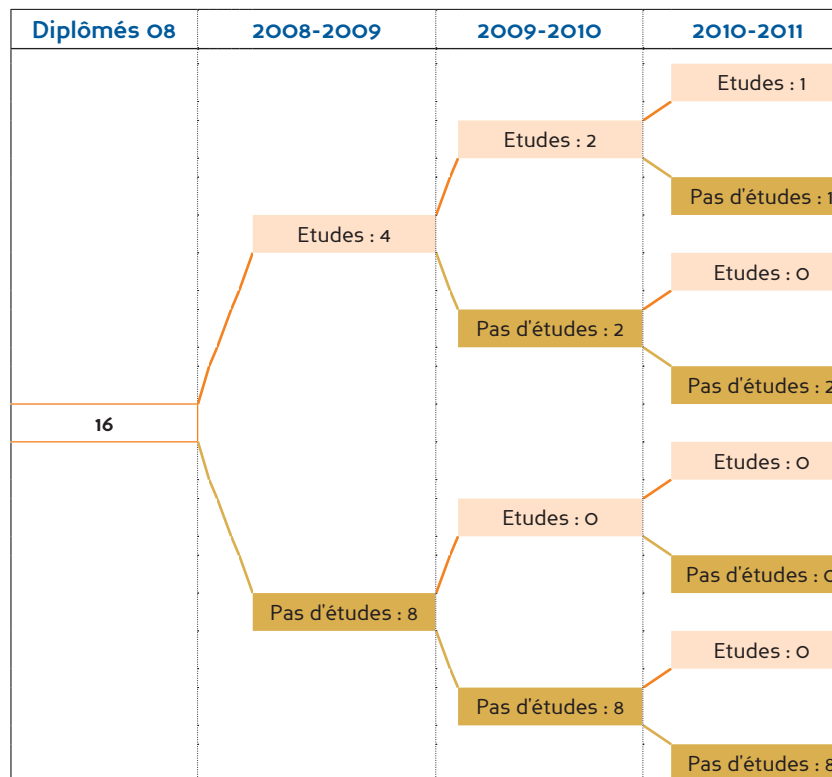 Diplômés 08 2008-2009 2009-2010 2010-2011
Etudes : 1
Etudes : 2
Pas d'études : 1
Etudes : 4
Etudes : 0
Pas d'études : 2
Pas d'études : 2
16
Etudes : 0
Etudes : 0
Pas d'études : 0
Pas d'études : 8
Etudes : 0
Pas d'études : 8
Pas d'études : 8